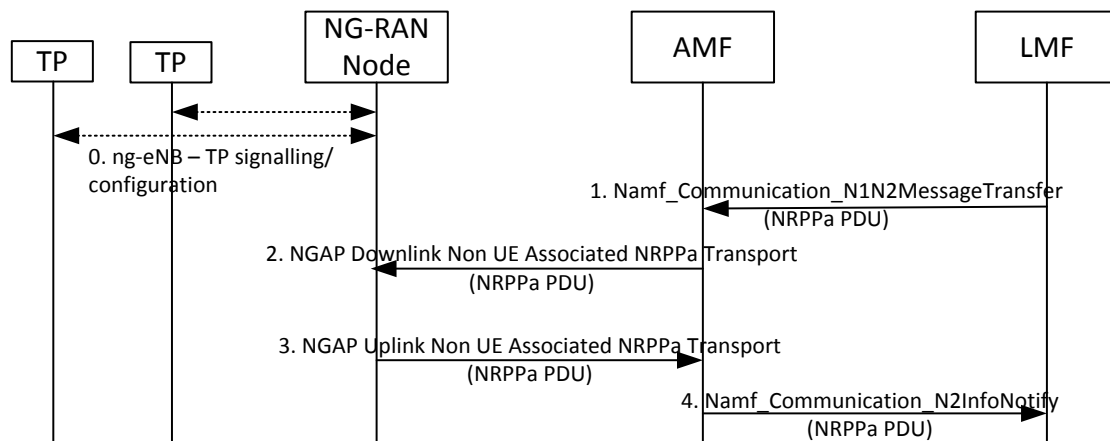 TP
TP
NG-RAN
Node
AMF
LMF
0. ng-eNB – TP signalling/
configuration
1. Namf_Communication_N1N2MessageTransfer
(NRPPa PDU)
2. NGAP Downlink Non UE Associated NRPPa Transport
(NRPPa PDU)
3. NGAP Uplink Non UE Associated NRPPa Transport
(NRPPa PDU)
4. Namf_Communication_N2InfoNotify
(NRPPa PDU)